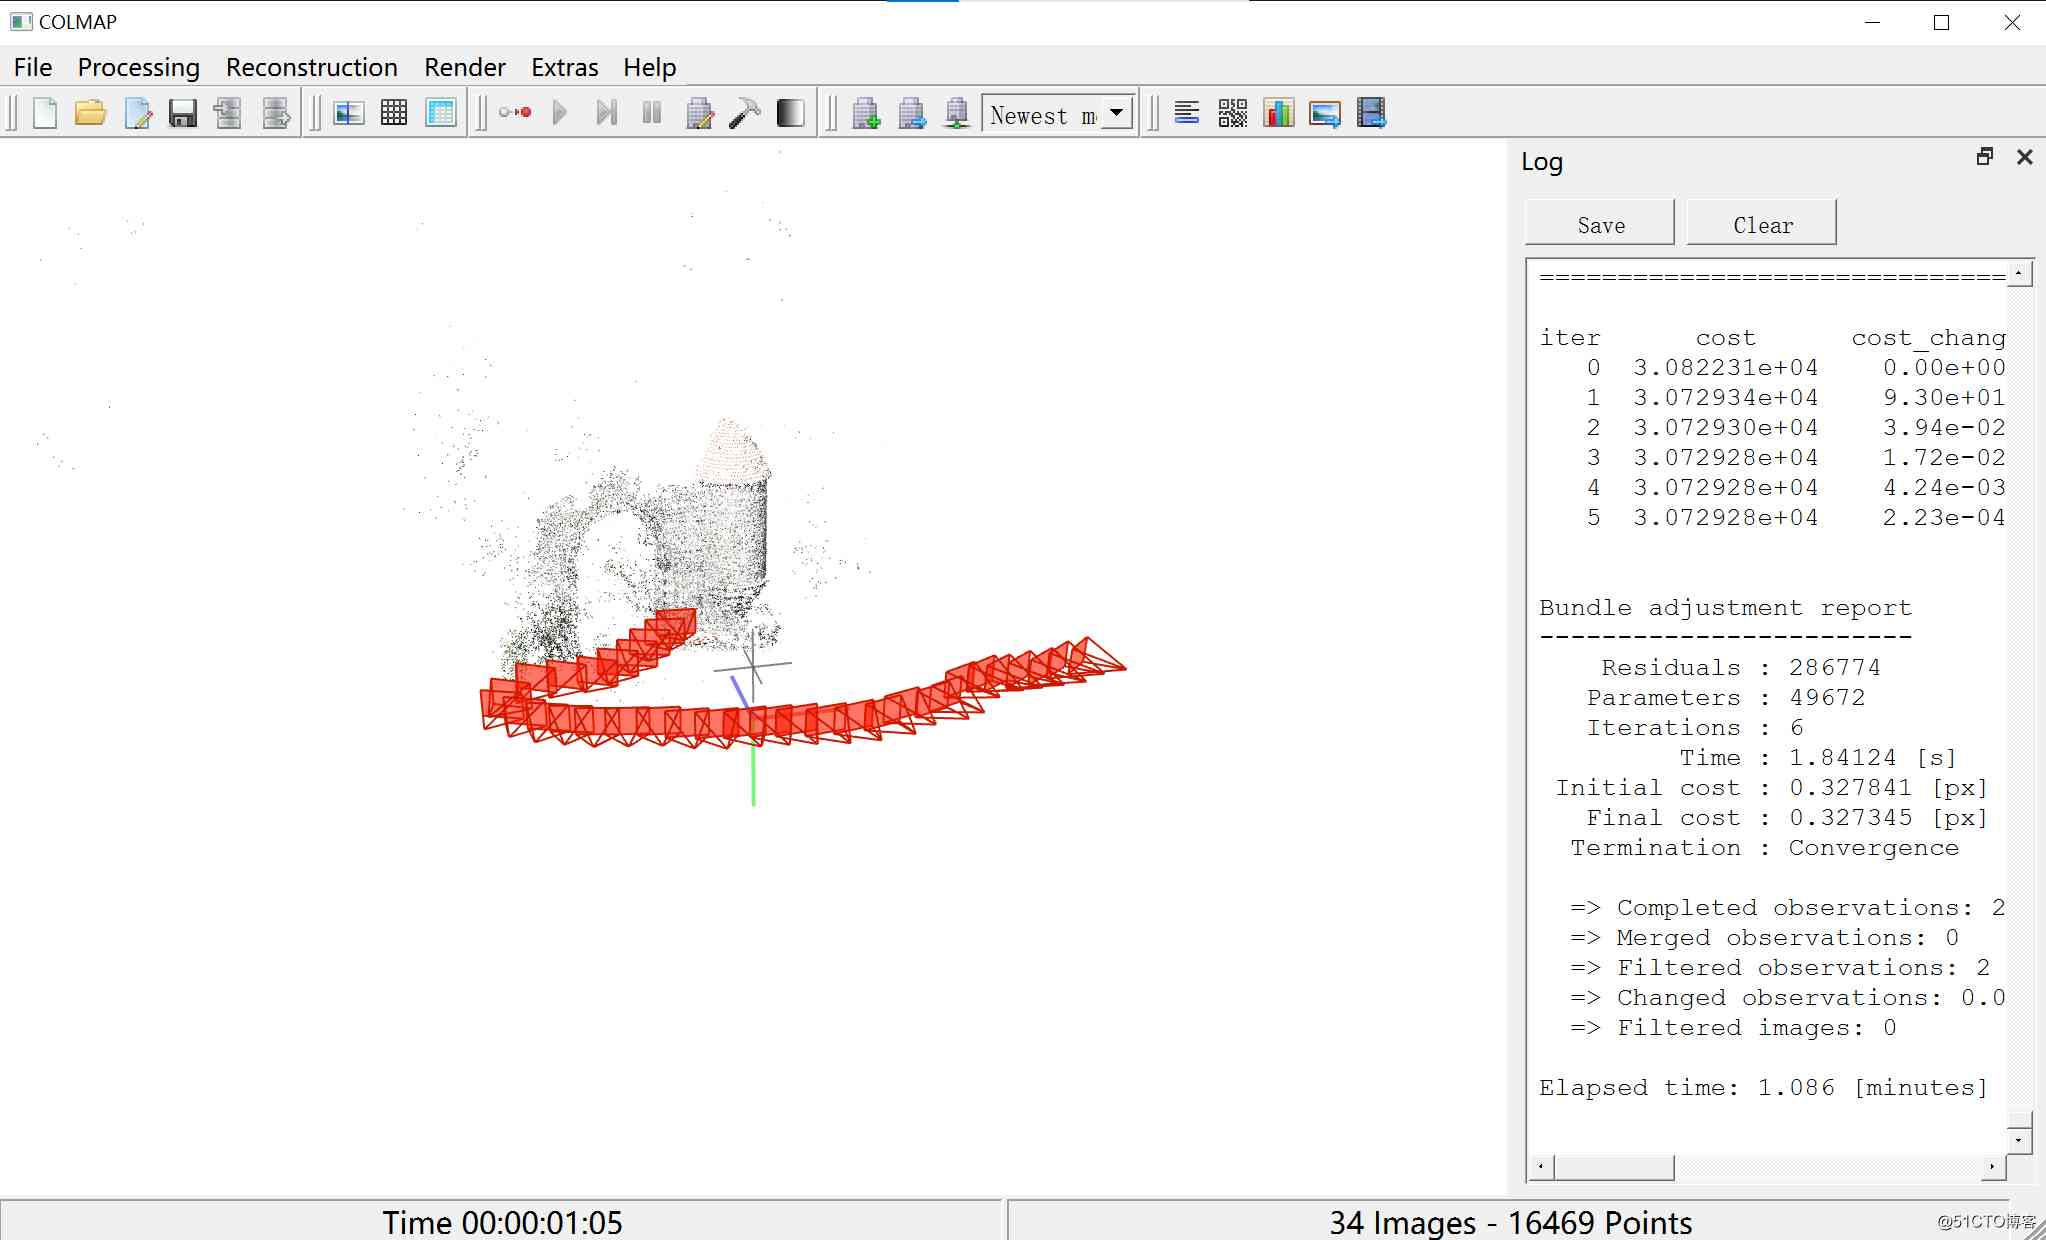 COLMAP
File Processing Reconstruction Render Extras Help
Newest m
Log
Save Clear
==============================
iter cost cost_chang
0 3.082231e+04 0.00e+00
1 3.072934e+04 9.30e+01
2 3.072930e+04 3.94e-02
3 3.072928e+04 1.72e-02
4 3.072928e+04 4.24e-03
5 3.072928e+04 2.23e-04
Bundle adjustment report
------------------------
Residuals : 286774
Parameters : 49672
Iterations : 6
Time : 1.84124 [s]
Initial cost : 0.327841 [px]
Final cost : 0.327345 [px]
Termination : Convergence
=> Completed observations: 2
=> Merged observations: 0
=> Filtered observations: 2
=> Changed observations: 0.0
=> Filtered images: 0
Elapsed time: 1.086 [minutes]
Time 00:00:01:05
34 Images - 16469 Points
@51CTO博客